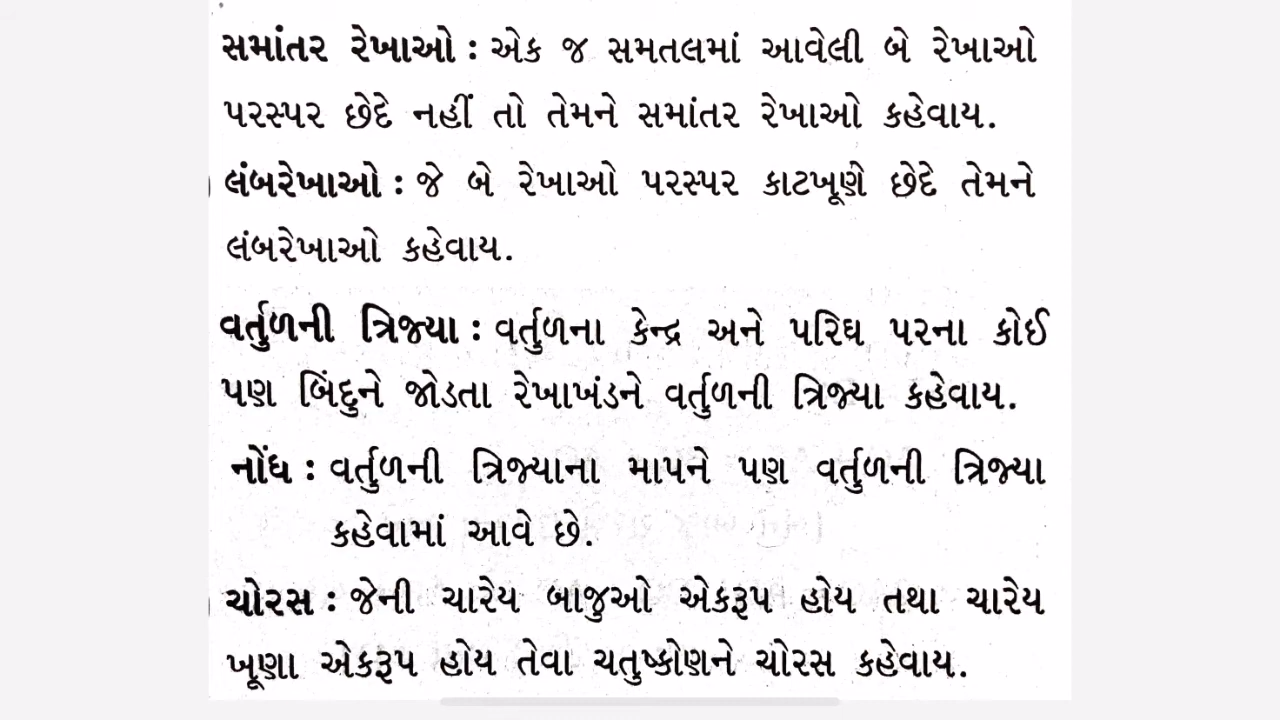 સમાંતર રેખાઓ : એક જ સમતલમાં આવેલી બે રેખાઓ
પરસ્પર છેદે નહીં તો તેમને સમાંતર રેખાઓ કહેવાય.
લંબરેખાઓ : જે બે રેખાઓ પરસ્પર કાટખૂણે છેદે તેમને
લંબરેખાઓ કહેવાય.
વર્તુળની ત્રિજ્યા : વર્તુળના કેન્દ્ર અને પરિઘ પરના કોઈ
પણ બિંદુને જોડતા રેખાખંડને વર્તુળની ત્રિજ્યા કહેવાય.
નોંધ : વર્તુળની ત્રિજ્યાના માપને પણ વર્તુળની ત્રિજ્યા
કહેવામાં આવે છે.
ચોરસ : જેની ચારેય બાજુઓ એકરૂપ હોય તથા ચારેય
ખૂણા એકરૂપ હોય તેવા ચતુષ્કોણને ચોરસ કહેવાય.